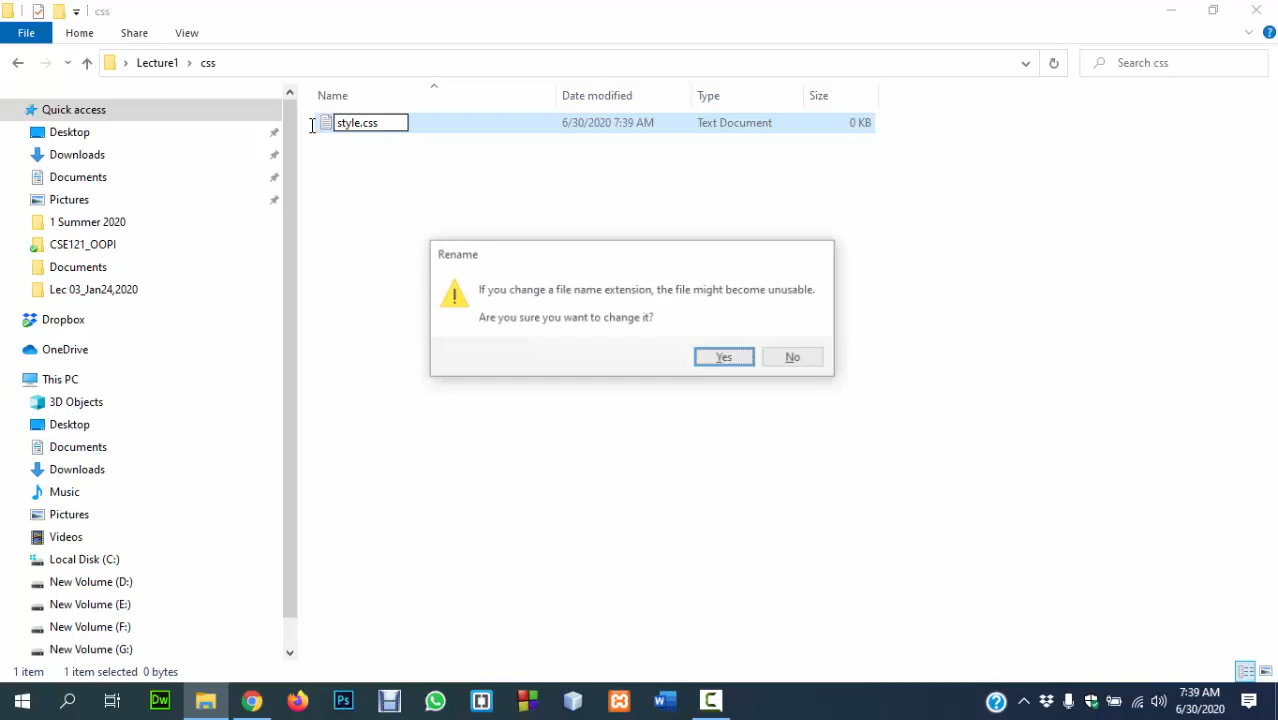 css
File Home Share View
Lecture1 css
Search css
Name Date modified Type Size
style.css 6/30/2020 7:39 AM Text Document 0 KB
Quick access
Desktop
Downloads
Documents
Pictures
1 Summer 2020
CSE121_OOPI
Documents
Lec 03_Jan24,2020
Dropbox
OneDrive
This PC
3D Objects
Desktop
Documents
Downloads
Music
Pictures
Videos
Local Disk (C:)
New Volume (D:)
New Volume (E:)
New Volume (F:)
New Volume (G:)
Rename
If you change a file name extension, the file might become unusable.
Are you sure you want to change it?
Yes No
1 item 1 item selected 0 bytes
Dw Ps W C
7:39 AM
6/30/2020